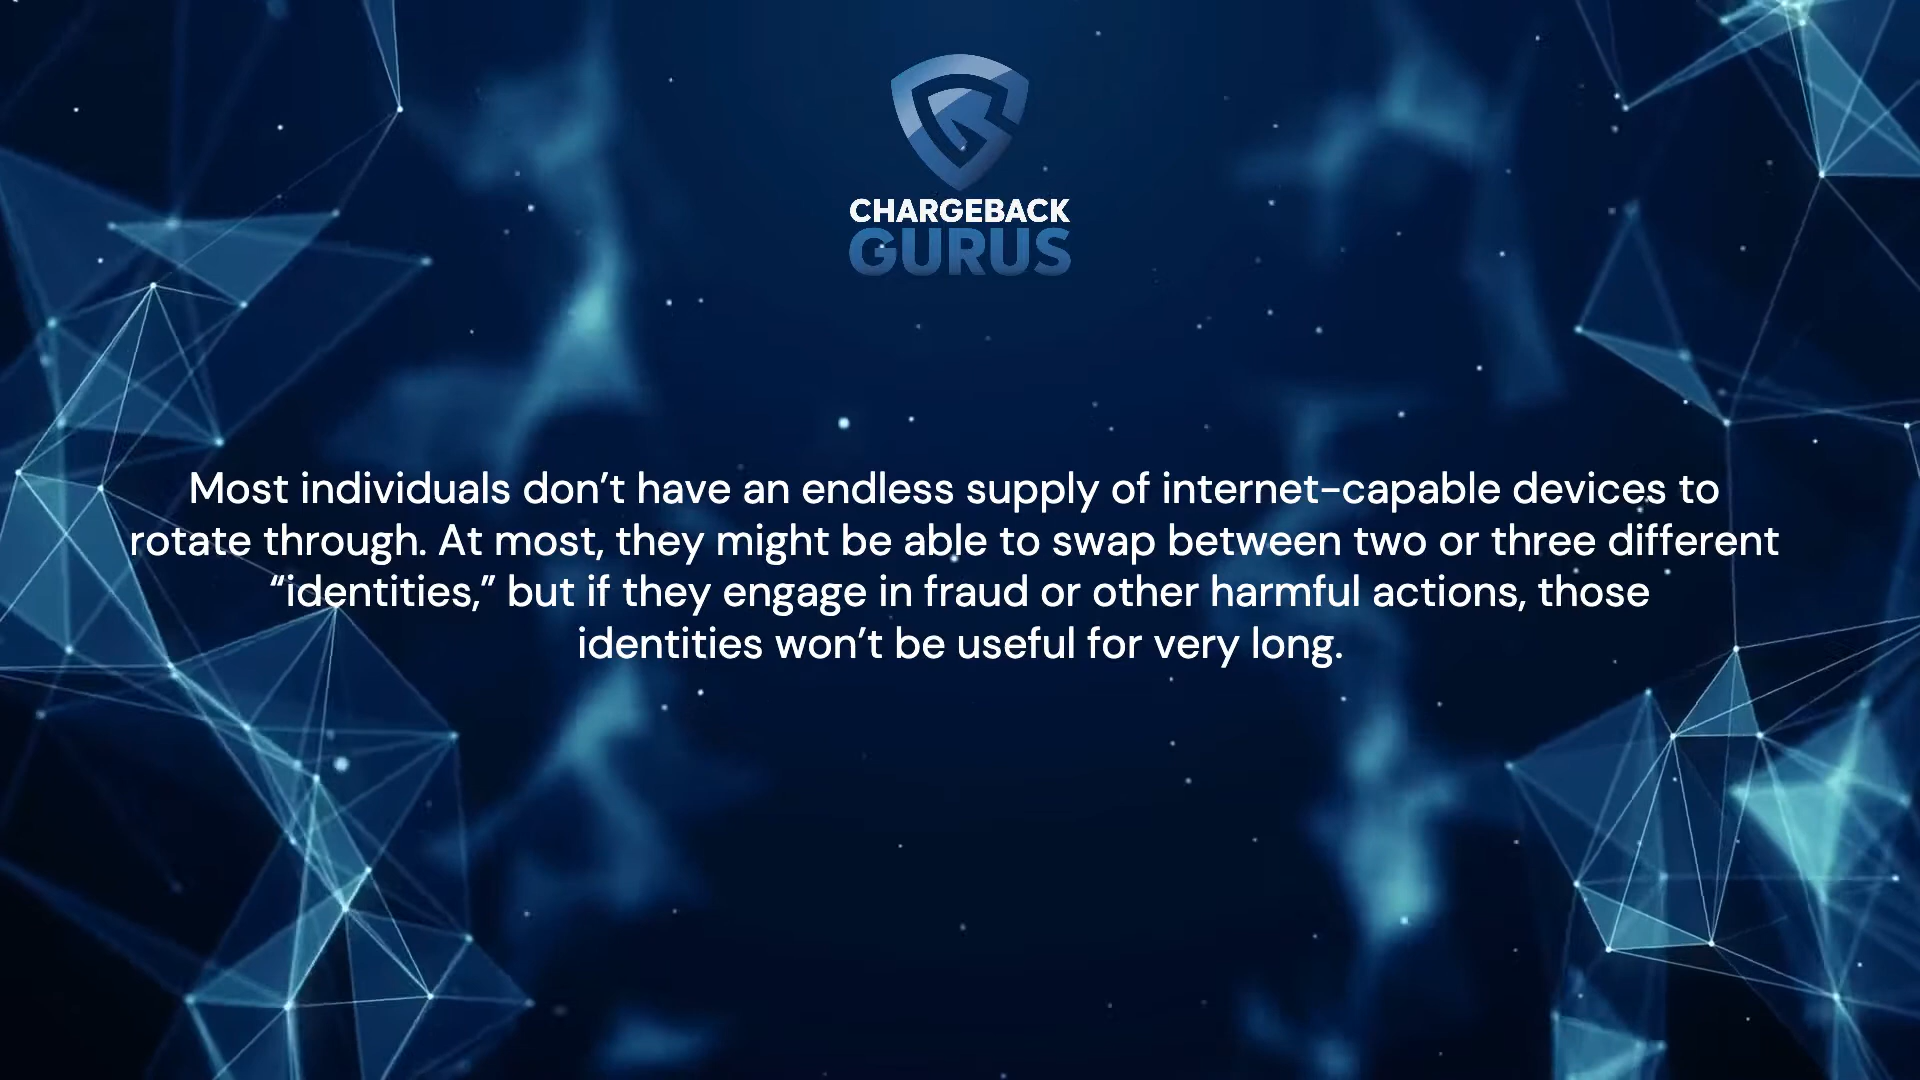 CHARGEBACK
GURUS
Most individuals don’t have an endless supply of internet-capable devices to
rotate through. At most, they might be able to swap between two or three different
“identities,” but if they engage in fraud or other harmful actions, those
identities won’t be useful for very long.